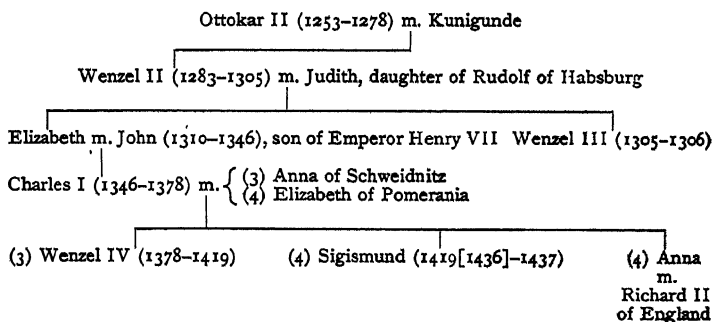 Ottokar II (1253–1278) m. Kunigunde
Wenzel II (1283–1305) m. Judith, daughter of Rudolf of Habsburg
Elizabeth m. John (1310–1346), son of Emperor Henry VII Wenzel III (1305–1306)
Charles I (1346–1378) m. { (3) Anna of Schweidnitz
(4) Elizabeth of Pomerania
(3) Wenzel IV (1378–1419) (4) Sigismund (1419[1436]–1437) (4) Anna
m.
Richard II
of England